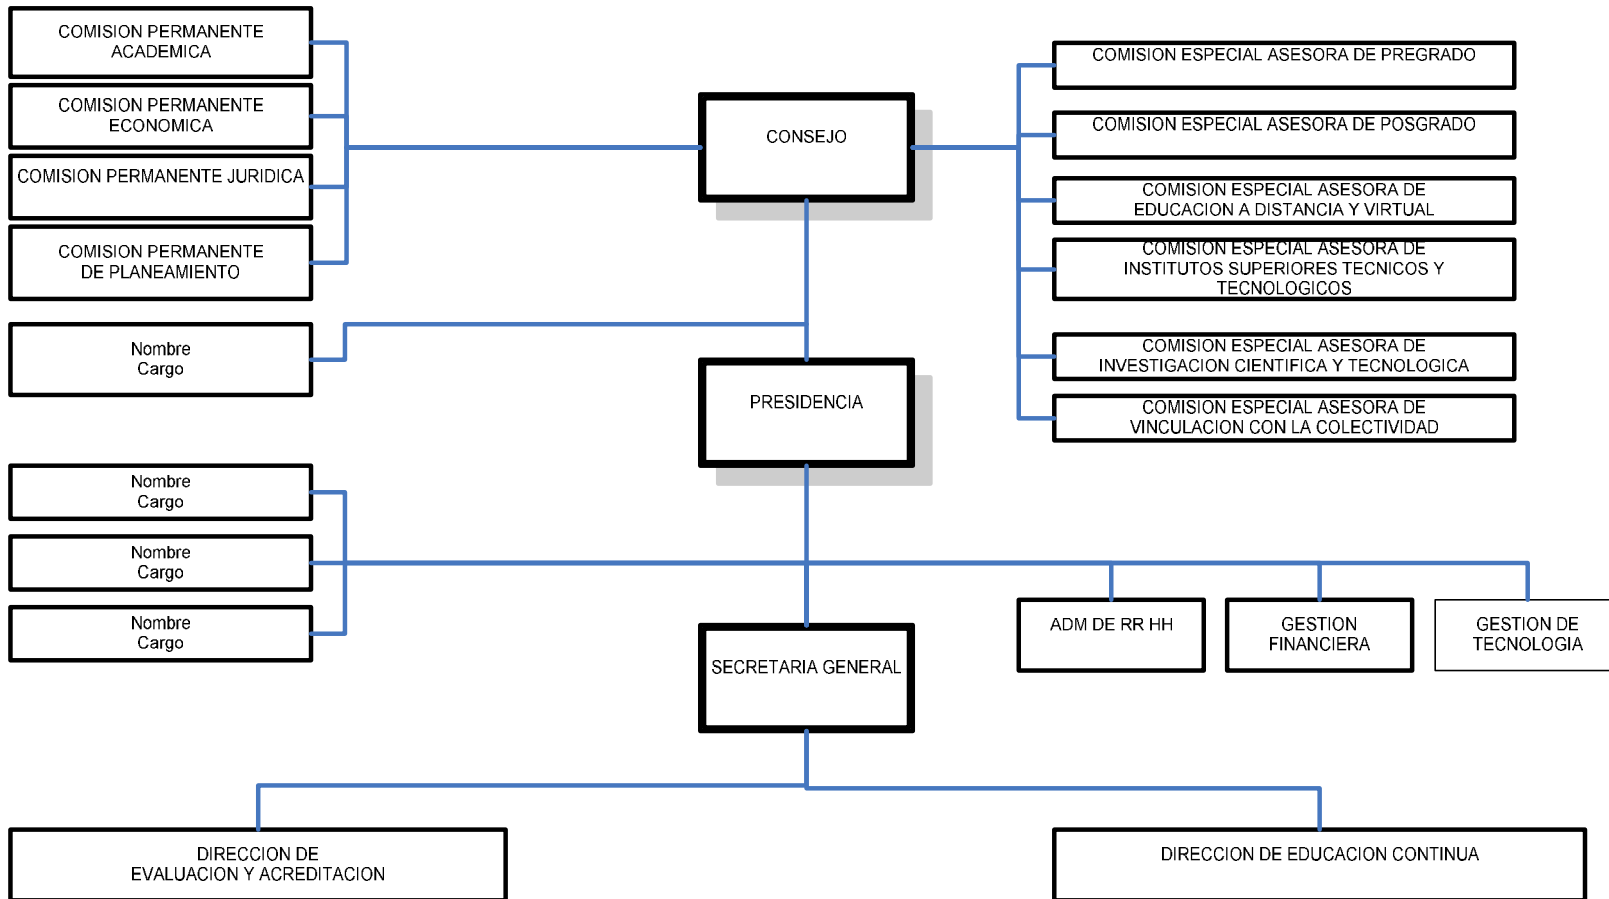 COMISION PERMANENTE
ACADEMICA
COMISION PERMANENTE
ECONOMICA
COMISION PERMANENTE JURIDICA
COMISION PERMANENTE
DE PLANEAMIENTO
Nombre
Cargo
Nombre
Cargo
Nombre
Cargo
Nombre
Cargo
CONSEJO
PRESIDENCIA
SECRETARIA GENERAL
COMISION ESPECIAL ASESORA DE PREGRADO
COMISION ESPECIAL ASESORA DE POSGRADO
COMISION ESPECIAL ASESORA DE
EDUCACION A DISTANCIA Y VIRTUAL
COMISION ESPECIAL ASESORA DE
INSTITUTOS SUPERIORES TECNICOS Y
TECNOLOGICOS
COMISION ESPECIAL ASESORA DE
INVESTIGACION CIENTIFICA Y TECNOLOGICA
COMISION ESPECIAL ASESORA DE
VINCULACION CON LA COLECTIVIDAD
ADM DE RR HH
GESTION
FINANCIERA
GESTION DE
TECNOLOGIA
DIRECCION DE
EVALUACION Y ACREDITACION
DIRECCION DE EDUCACION CONTINUA